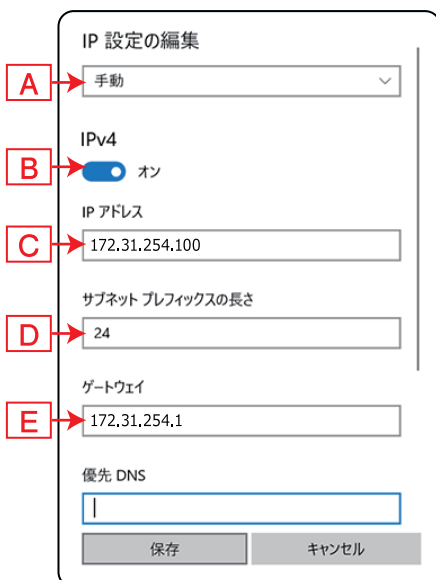 IP 設定の編集
A
手動
IPv4
B
オン
IP アドレス
C
172.31.254.100
サブネット プレフィックスの長さ
D
24
ゲートウェイ
E
172.31.254.1
優先 DNS
保存
キャンセル